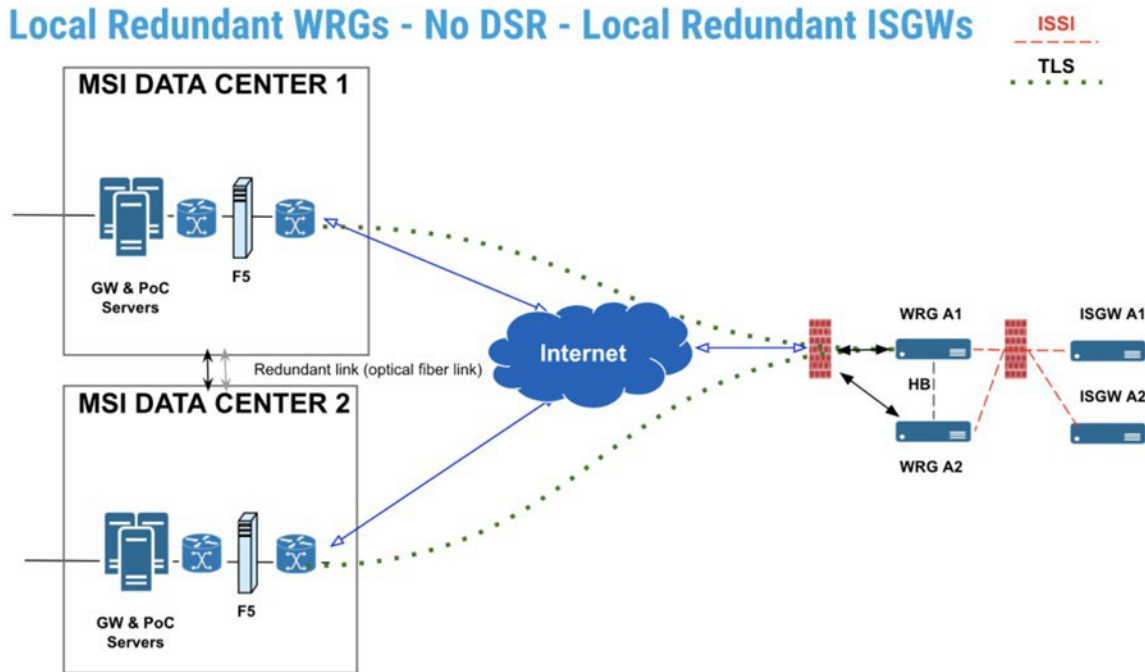 Local Redundant WRGs - No DSR - Local Redundant ISGWs
ISSI
TLS
MSI DATA CENTER 1
GW & PoC
Servers
F5
Redundant link (optical fiber link)
Internet
WRG A1
ISGW A1
HB
ISGW A2
WRG A2
MSI DATA CENTER 2
GW & PoC
Servers
F5